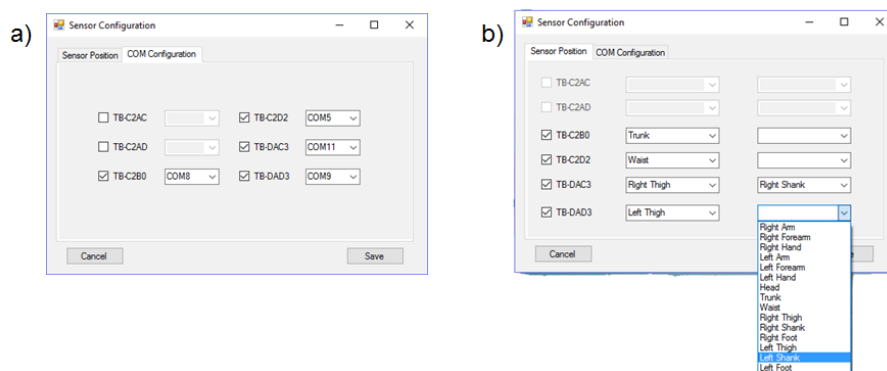 a)
Sensor Configuration
Sensor Position COM Configuration
TB-C2AC TB-C2D2 COM5
TB-C2AD TB-DAC3 COM11
TB-C2B0 COM8 TB-DAD3 COM9
Cancel Save
b)
Sensor Configuration
Sensor Position COM Configuration
TB-C2AC
TB-C2AD
TB-C2B0 Trunk
TB-C2D2 Waist
TB-DAC3 Right Thigh Right Shank
TB-DAD3 Left Thigh
Right Arm
Right Forearm
Right Hand
Left Arm
Left Forearm
Left Hand
Head
Trunk
Waist
Right Thigh
Right Shank
Right Foot
Left Thigh
Left Shank
Left Foot
Cancel